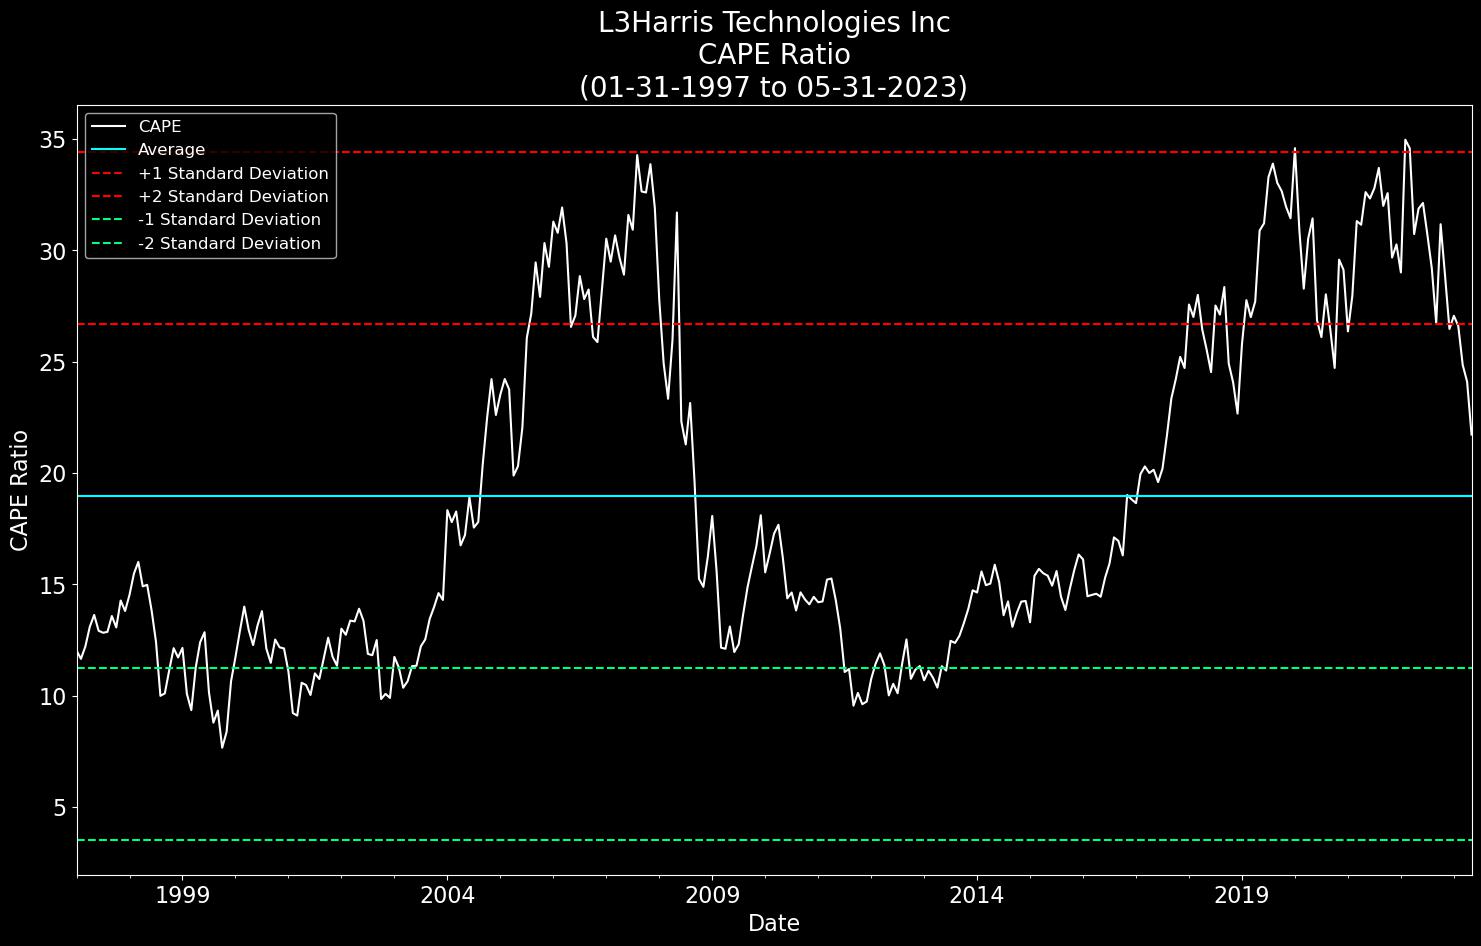 L3Harris Technologies Inc
CAPE Ratio
(01-31-1997 to 05-31-2023)
CAPE
Average
+1 Standard Deviation
+2 Standard Deviation
-1 Standard Deviation
-2 Standard Deviation
35
30
25
20
15
10
5
CAPE Ratio
1999 2004 2009 2014 2019
Date